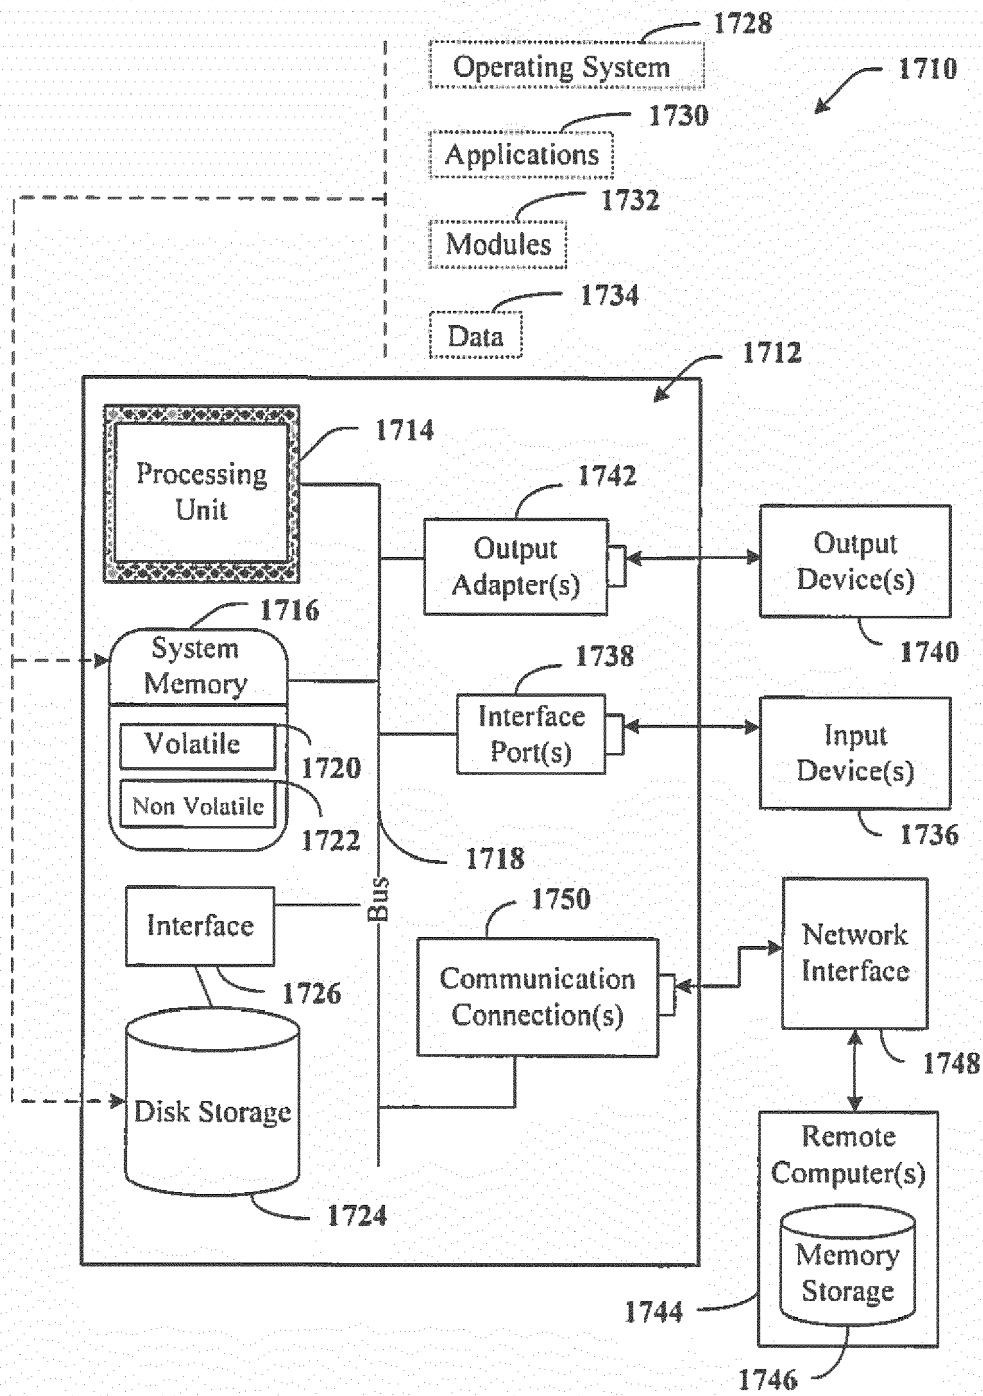 1728
Operating System
1710
1730
Applications
1732
Modules
1734
Data
1712
1714
Processing
Unit
1742
Output
Adapter(s)
Output
Device(s)
1740
1716
System
Memory
1738
Interface
Port(s)
Input
Device(s)
1736
Volatile
1720
Non Volatile
1722
1718
Bus
1750
Interface
1726
Communication
Connection(s)
Network
Interface
1748
Disk Storage
1724
Remote
Computer(s)
Memory
Storage
1744
1746